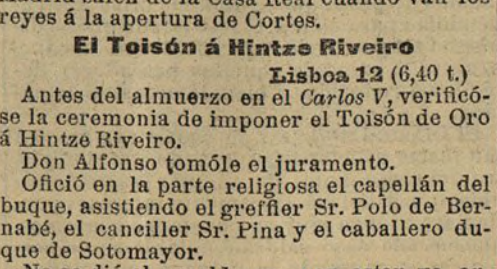 reyes á la apertura de Cortes.
El Toisón á Hintze Riveiro
Lisboa 12 (6,40 t.)
Antes del almuerzo en el Carlos V, verificó-
se la ceremonia de imponer el Toisón de Oro
á Hintze Riveiro.
Don Alfonso tomóle el juramento.
Ofició en la parte religiosa el capellán del
buque, asistiendo el greffier Sr. Polo de Ber-
nabé, el canciller Sr. Pina y el caballero du-
que de Sotomayor.